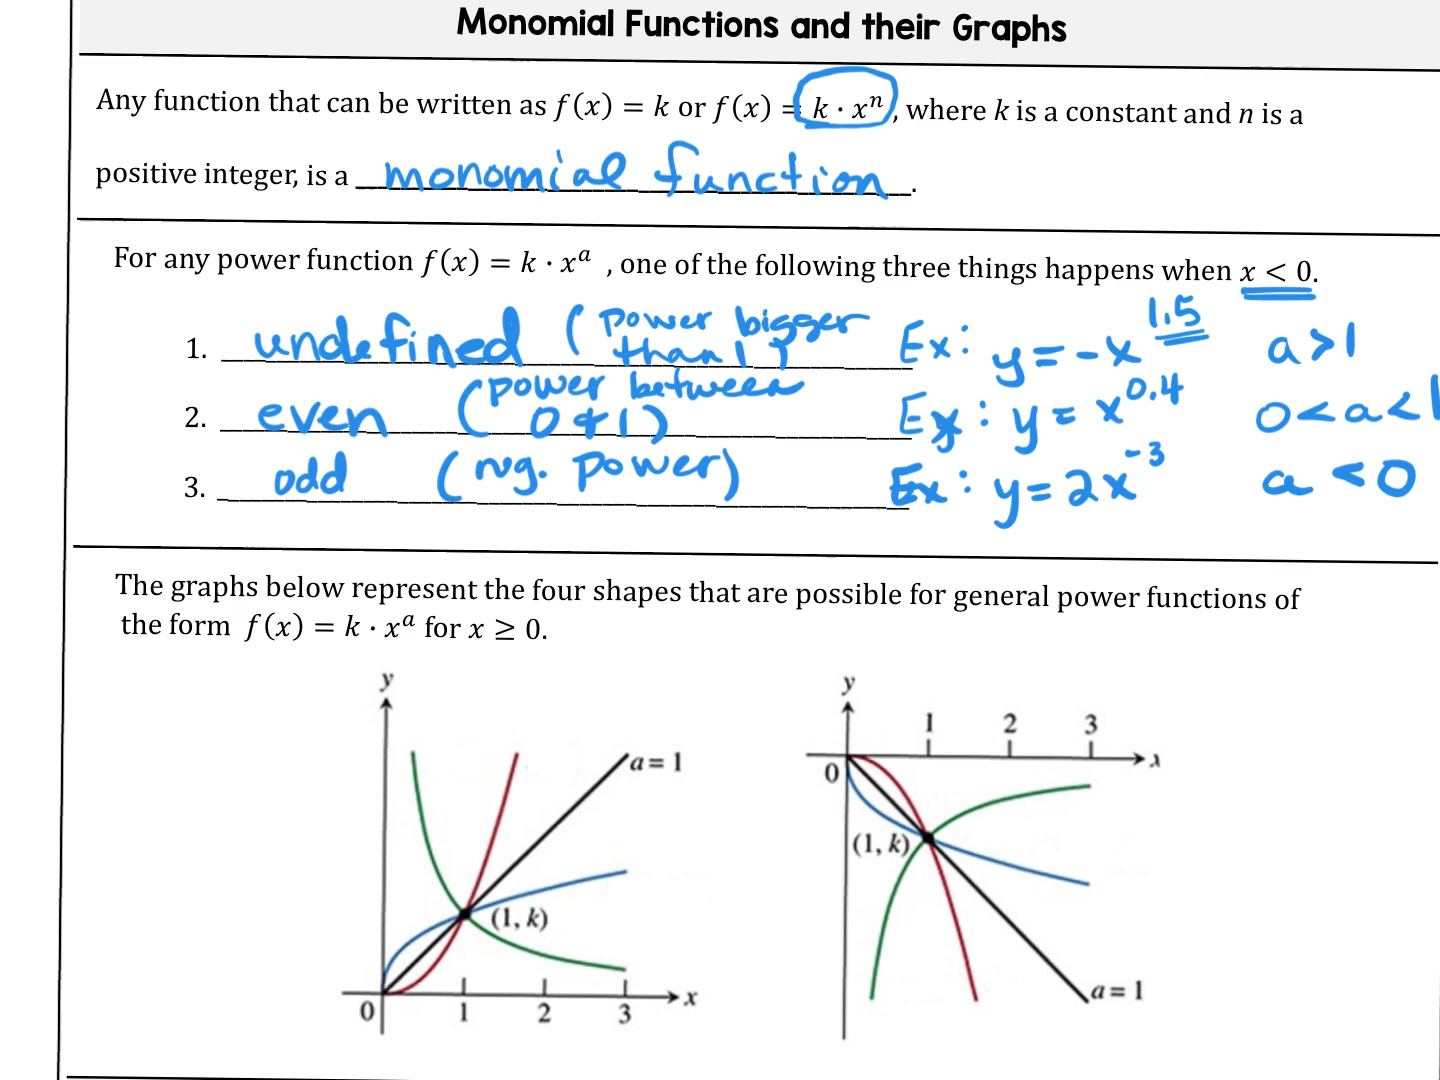 Monomial Functions and their Graphs
Any function that can be written as f(x) = k or f(x) = k · xⁿ, where k is a constant and n is a
positive integer, is a monomial function.
For any power function f(x) = k · xᵃ , one of the following three things happens when x < 0.
1. undefined (power bigger than 1) Ex: y = -x^1.5 a > 1
2. even (power between 0 & 1) Ex: y = x^0.4 0 < a < 1
3. odd (neg. power) Ex: y = 2x^-3 a < 0
The graphs below represent the four shapes that are possible for general power functions of
the form f(x) = k · xᵃ for x ≥ 0.
y
a = 1
(1, k)
0 1 2 3 x
y
1 2 3
0 x
(1, k)
a = 1